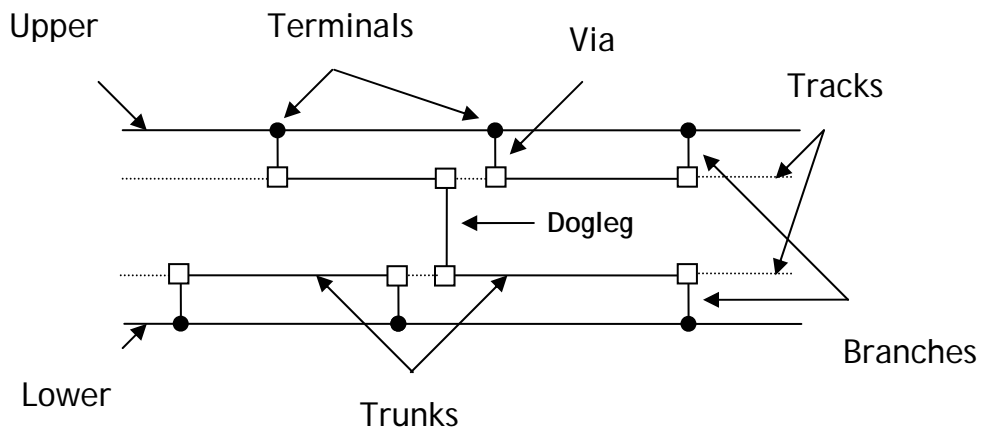 Upper
Terminals
Via
Tracks
Dogleg
Branches
Lower
Trunks